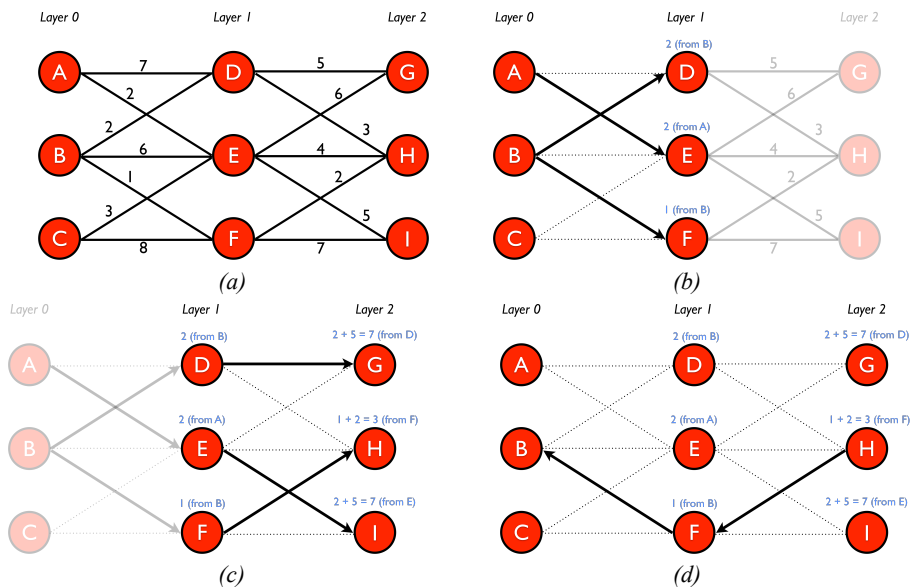 Layer 0 Layer 1 Layer 2
A 7 D 5 G
2 6
2 3
B 6 E 4 H
1 2
3 5
C 8 F 7 I
(a)
Layer 0 Layer 1 Layer 2
2 (from B)
A D 5 G
6
2 (from A) 3
B E 4 H
2
1 (from B) 5
C F 7 I
(b)
Layer 0 Layer 1 Layer 2
2 (from B) 2 + 5 = 7 (from D)
A D G
2 (from A) 1 + 2 = 3 (from F)
B E H
1 (from B) 2 + 5 = 7 (from E)
C F I
(c)
Layer 0 Layer 1 Layer 2
2 (from B) 2 + 5 = 7 (from D)
A D G
2 (from A) 1 + 2 = 3 (from F)
B E H
1 (from B) 2 + 5 = 7 (from E)
C F I
(d)